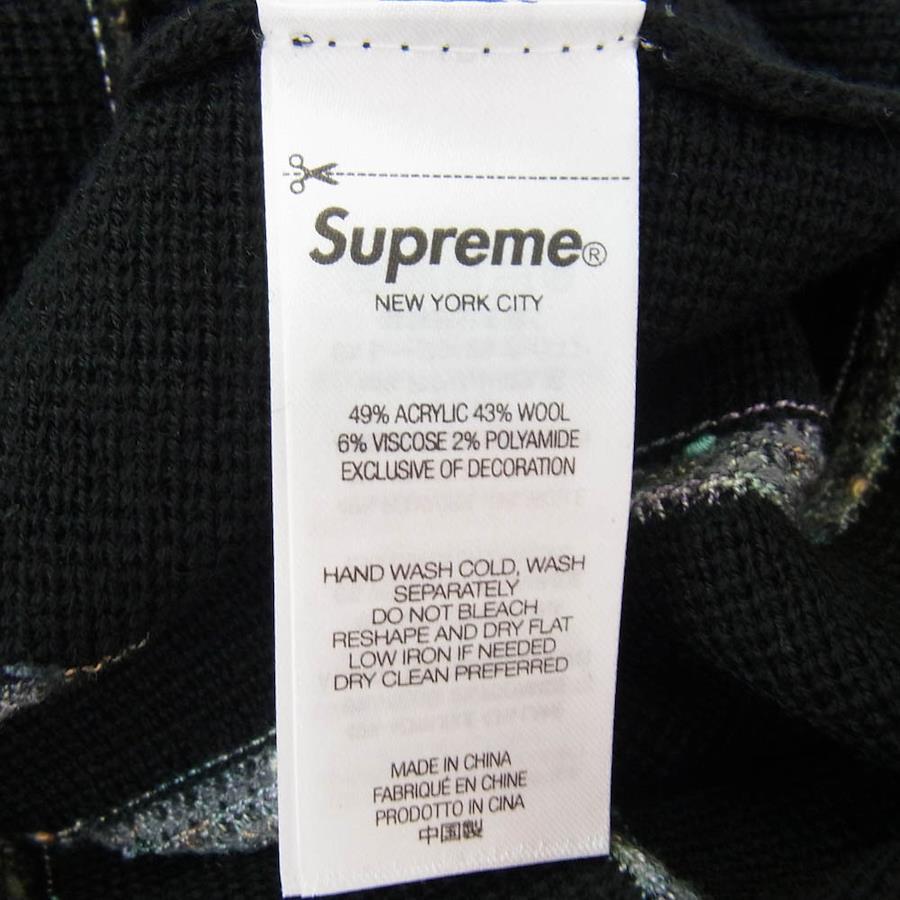 Supreme®
NEW YORK CITY
49% ACRYLIC 43% WOOL
6% VISCOSE 2% POLYAMIDE
EXCLUSIVE OF DECORATION
HAND WASH COLD, WASH
SEPARATELY
DO NOT BLEACH
RESHAPE AND DRY FLAT
LOW IRON IF NEEDED
DRY CLEAN PREFERRED
MADE IN CHINA
FABRIQUÉ EN CHINE
PRODOTTO IN CINA
中国製